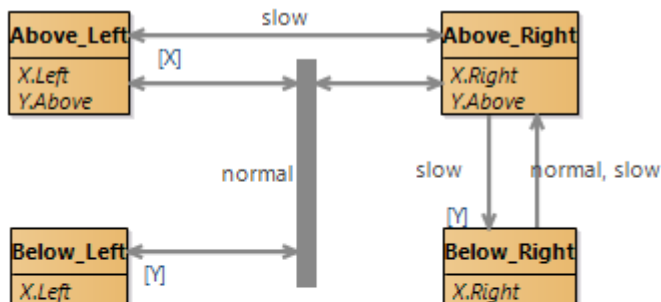 slow
Above_Left
Above_Right
[X]
X.Left
Y.Above
X.Right
Y.Above
normal
slow
normal, slow
[Y]
Below_Left
Below_Right
[Y]
X.Left
X.Right